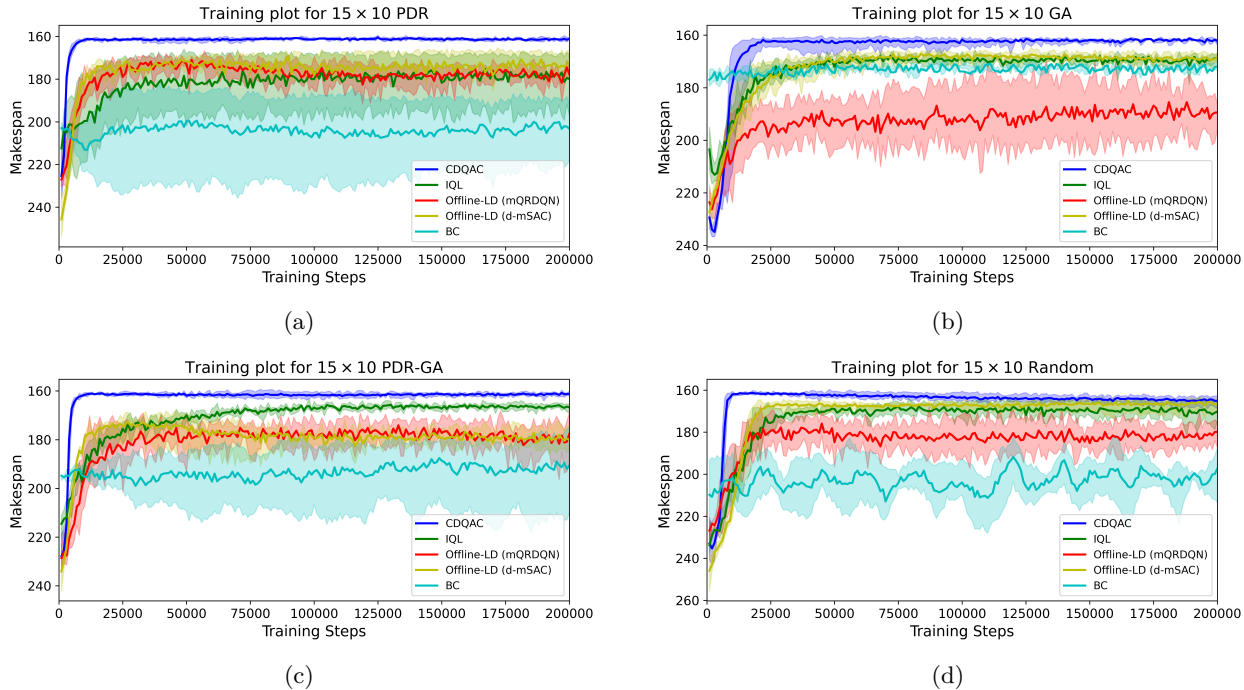 Training plot for 15 × 10 PDR
Makespan
160
180
200
220
240
0 25000 50000 75000 100000 125000 150000 175000 200000
Training Steps
CDQAC
IQL
Offline-LD (mQRDQN)
Offline-LD (d-mSAC)
BC
(a)
Training plot for 15 × 10 GA
Makespan
160
180
200
220
240
0 25000 50000 75000 100000 125000 150000 175000 200000
Training Steps
CDQAC
IQL
Offline-LD (mQRDQN)
Offline-LD (d-mSAC)
BC
(b)
Training plot for 15 × 10 PDR-GA
Makespan
160
180
200
220
240
0 25000 50000 75000 100000 125000 150000 175000 200000
Training Steps
CDQAC
IQL
Offline-LD (mQRDQN)
Offline-LD (d-mSAC)
BC
(c)
Training plot for 15 × 10 Random
Makespan
160
180
200
220
240
260
0 25000 50000 75000 100000 125000 150000 175000 200000
Training Steps
CDQAC
IQL
Offline-LD (mQRDQN)
Offline-LD (d-mSAC)
BC
(d)